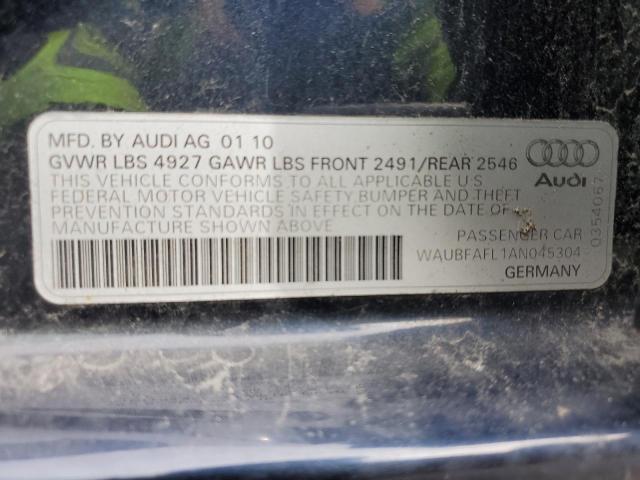 MFD. BY AUDI AG 01 10
GVWR LBS 4927 GAWR LBS FRONT 2491/REAR 2546
THIS VEHICLE CONFORMS TO ALL APPLICABLE U S
FEDERAL MOTOR VEHICLE SAFETY BUMPER AND THEFT
PREVENTION STANDARDS IN EFFECT ON THE DATE OF
MANUFACTURE SHOWN ABOVE
Audi
PASSENGER CAR
WAUBFAFL1AN045304
GERMANY
0354067